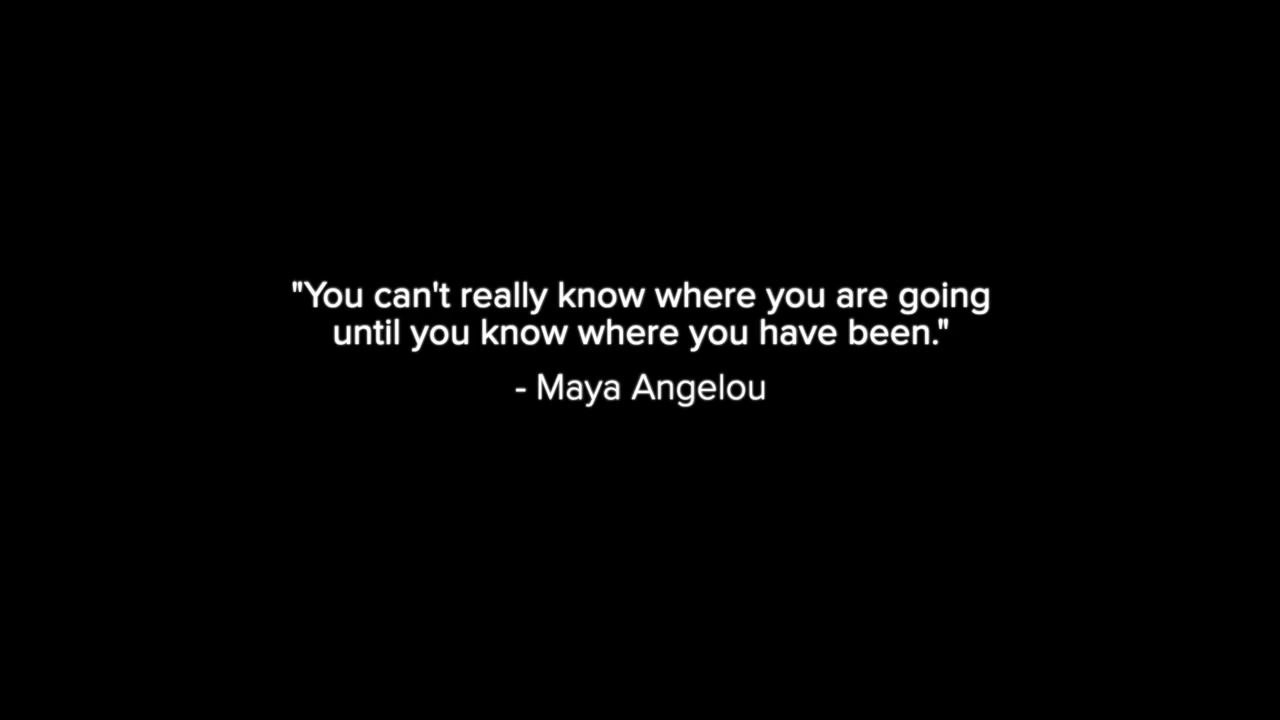 "You can't really know where you are going
until you know where you have been."
- Maya Angelou